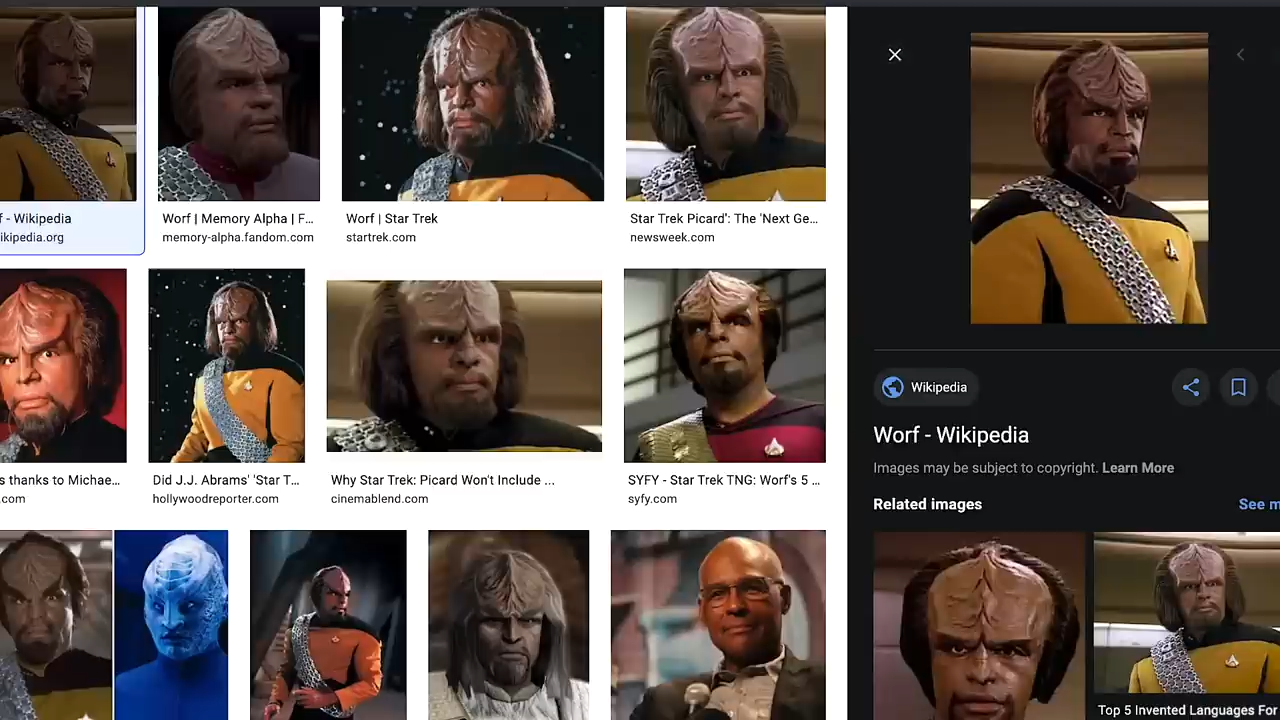 f - Wikipedia
ikipedia.org
Worf | Memory Alpha | F...
memory-alpha.fandom.com
Worf | Star Trek
startrek.com
Star Trek Picard': The 'Next Ge...
newsweek.com
s thanks to Michae...
.com
Did J.J. Abrams' 'Star T...
hollywoodreporter.com
Why Star Trek: Picard Won't Include ...
cinemablend.com
SYFY - Star Trek TNG: Worf's 5 ...
syfy.com
Wikipedia
Worf - Wikipedia
Images may be subject to copyright. Learn More
Related images
See m
Top 5 Invented Languages For